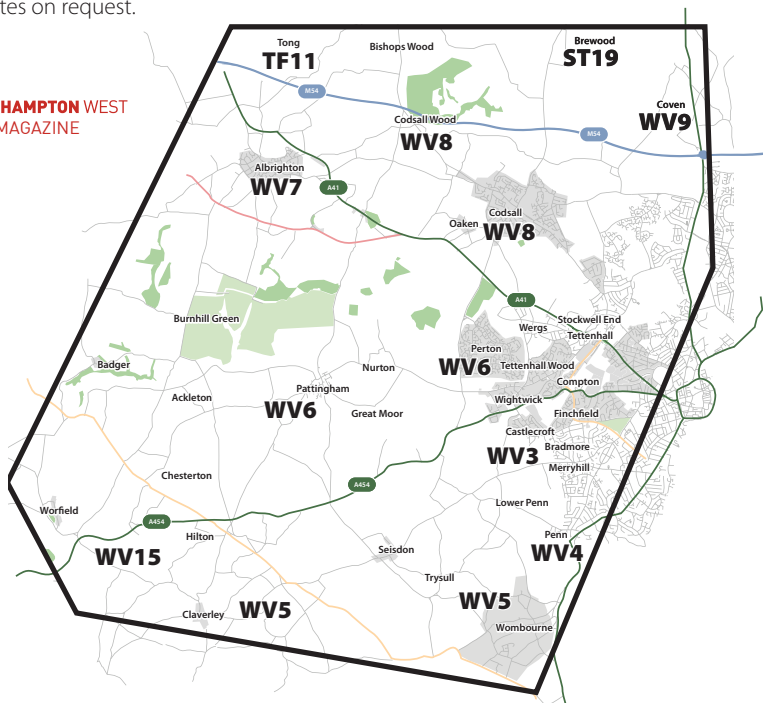 tes on request.
HAMPTON WEST
MAGAZINE
Tong
TF11
Bishops Wood
Brewood
ST19
M54
Coven
WV9
Codsall Wood
WV8
M54
Albrighton
WV7
A41
Oaken
Codsall
WV8
A41
Burnhill Green
Wergs
Stockwell End
Tettenhall
Perton
WV6
Tettenhall Wood
Badger
Nurton
Compton
Ackleton
Pattingham
WV6
Great Moor
Wightwick
Finchfield
Castlecroft
Bradmore
WV3
Merryhill
Chesterton
A454
Worfield
Lower Penn
A454
Hilton
Penn
WV4
WV15
Seisdon
Trysull
WV5
WV5
Claverley
Wombourne